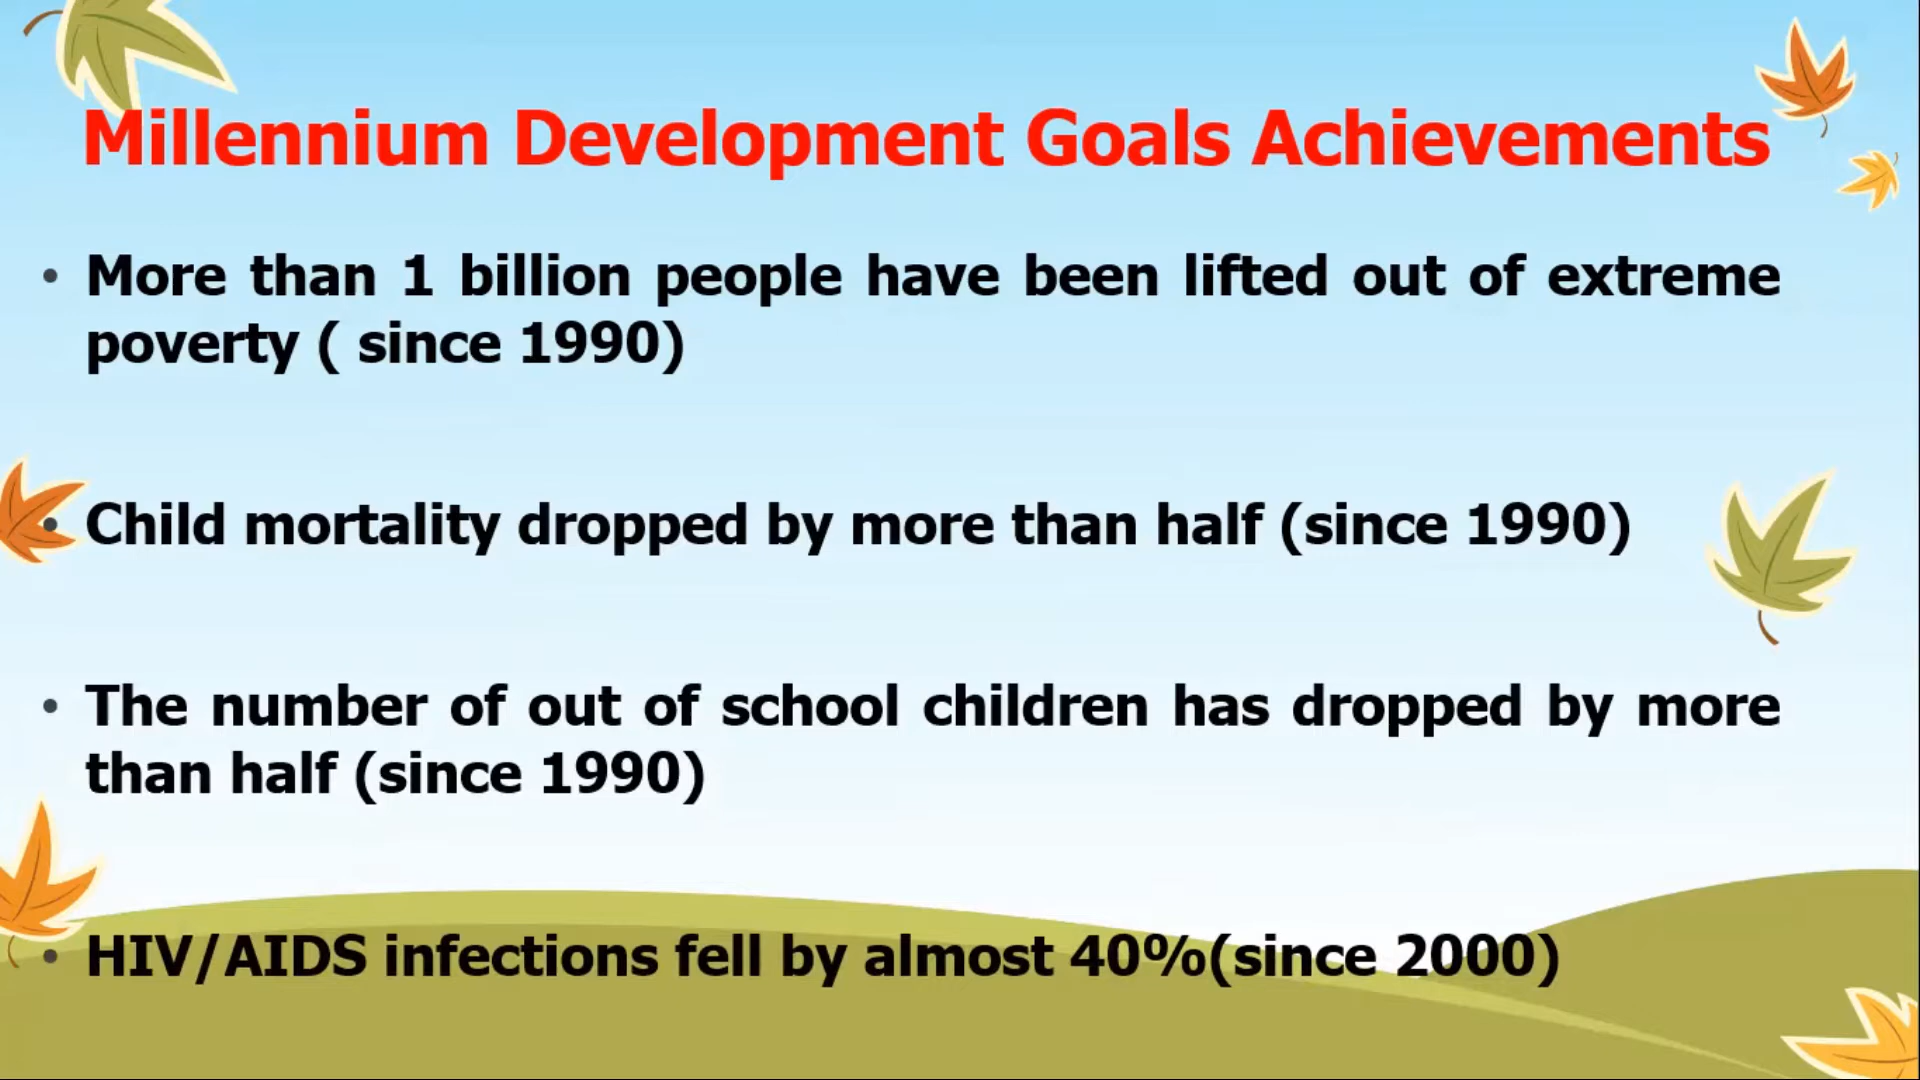 Millennium Development Goals Achievements
• More than 1 billion people have been lifted out of extreme
poverty ( since 1990)
• Child mortality dropped by more than half (since 1990)
• The number of out of school children has dropped by more
than half (since 1990)
• HIV/AIDS infections fell by almost 40%(since 2000)